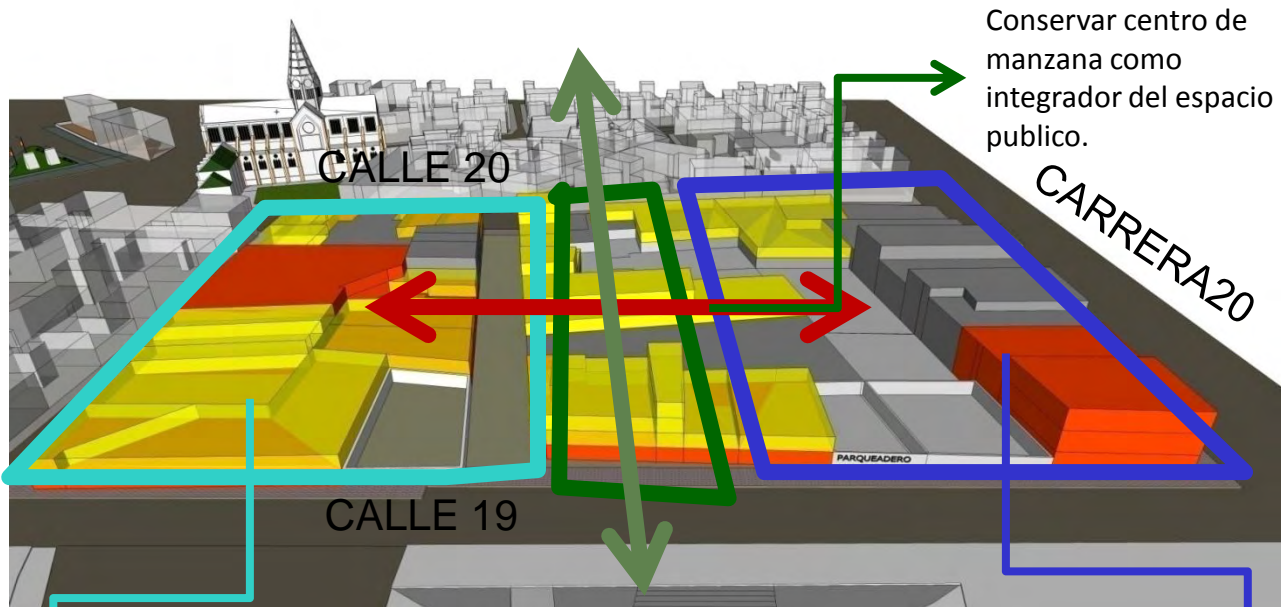 Conservar centro de
manzana como
integrador del espacio
publico.
CALLE 20
CARRERA20
PARQUEADERO
CALLE 19